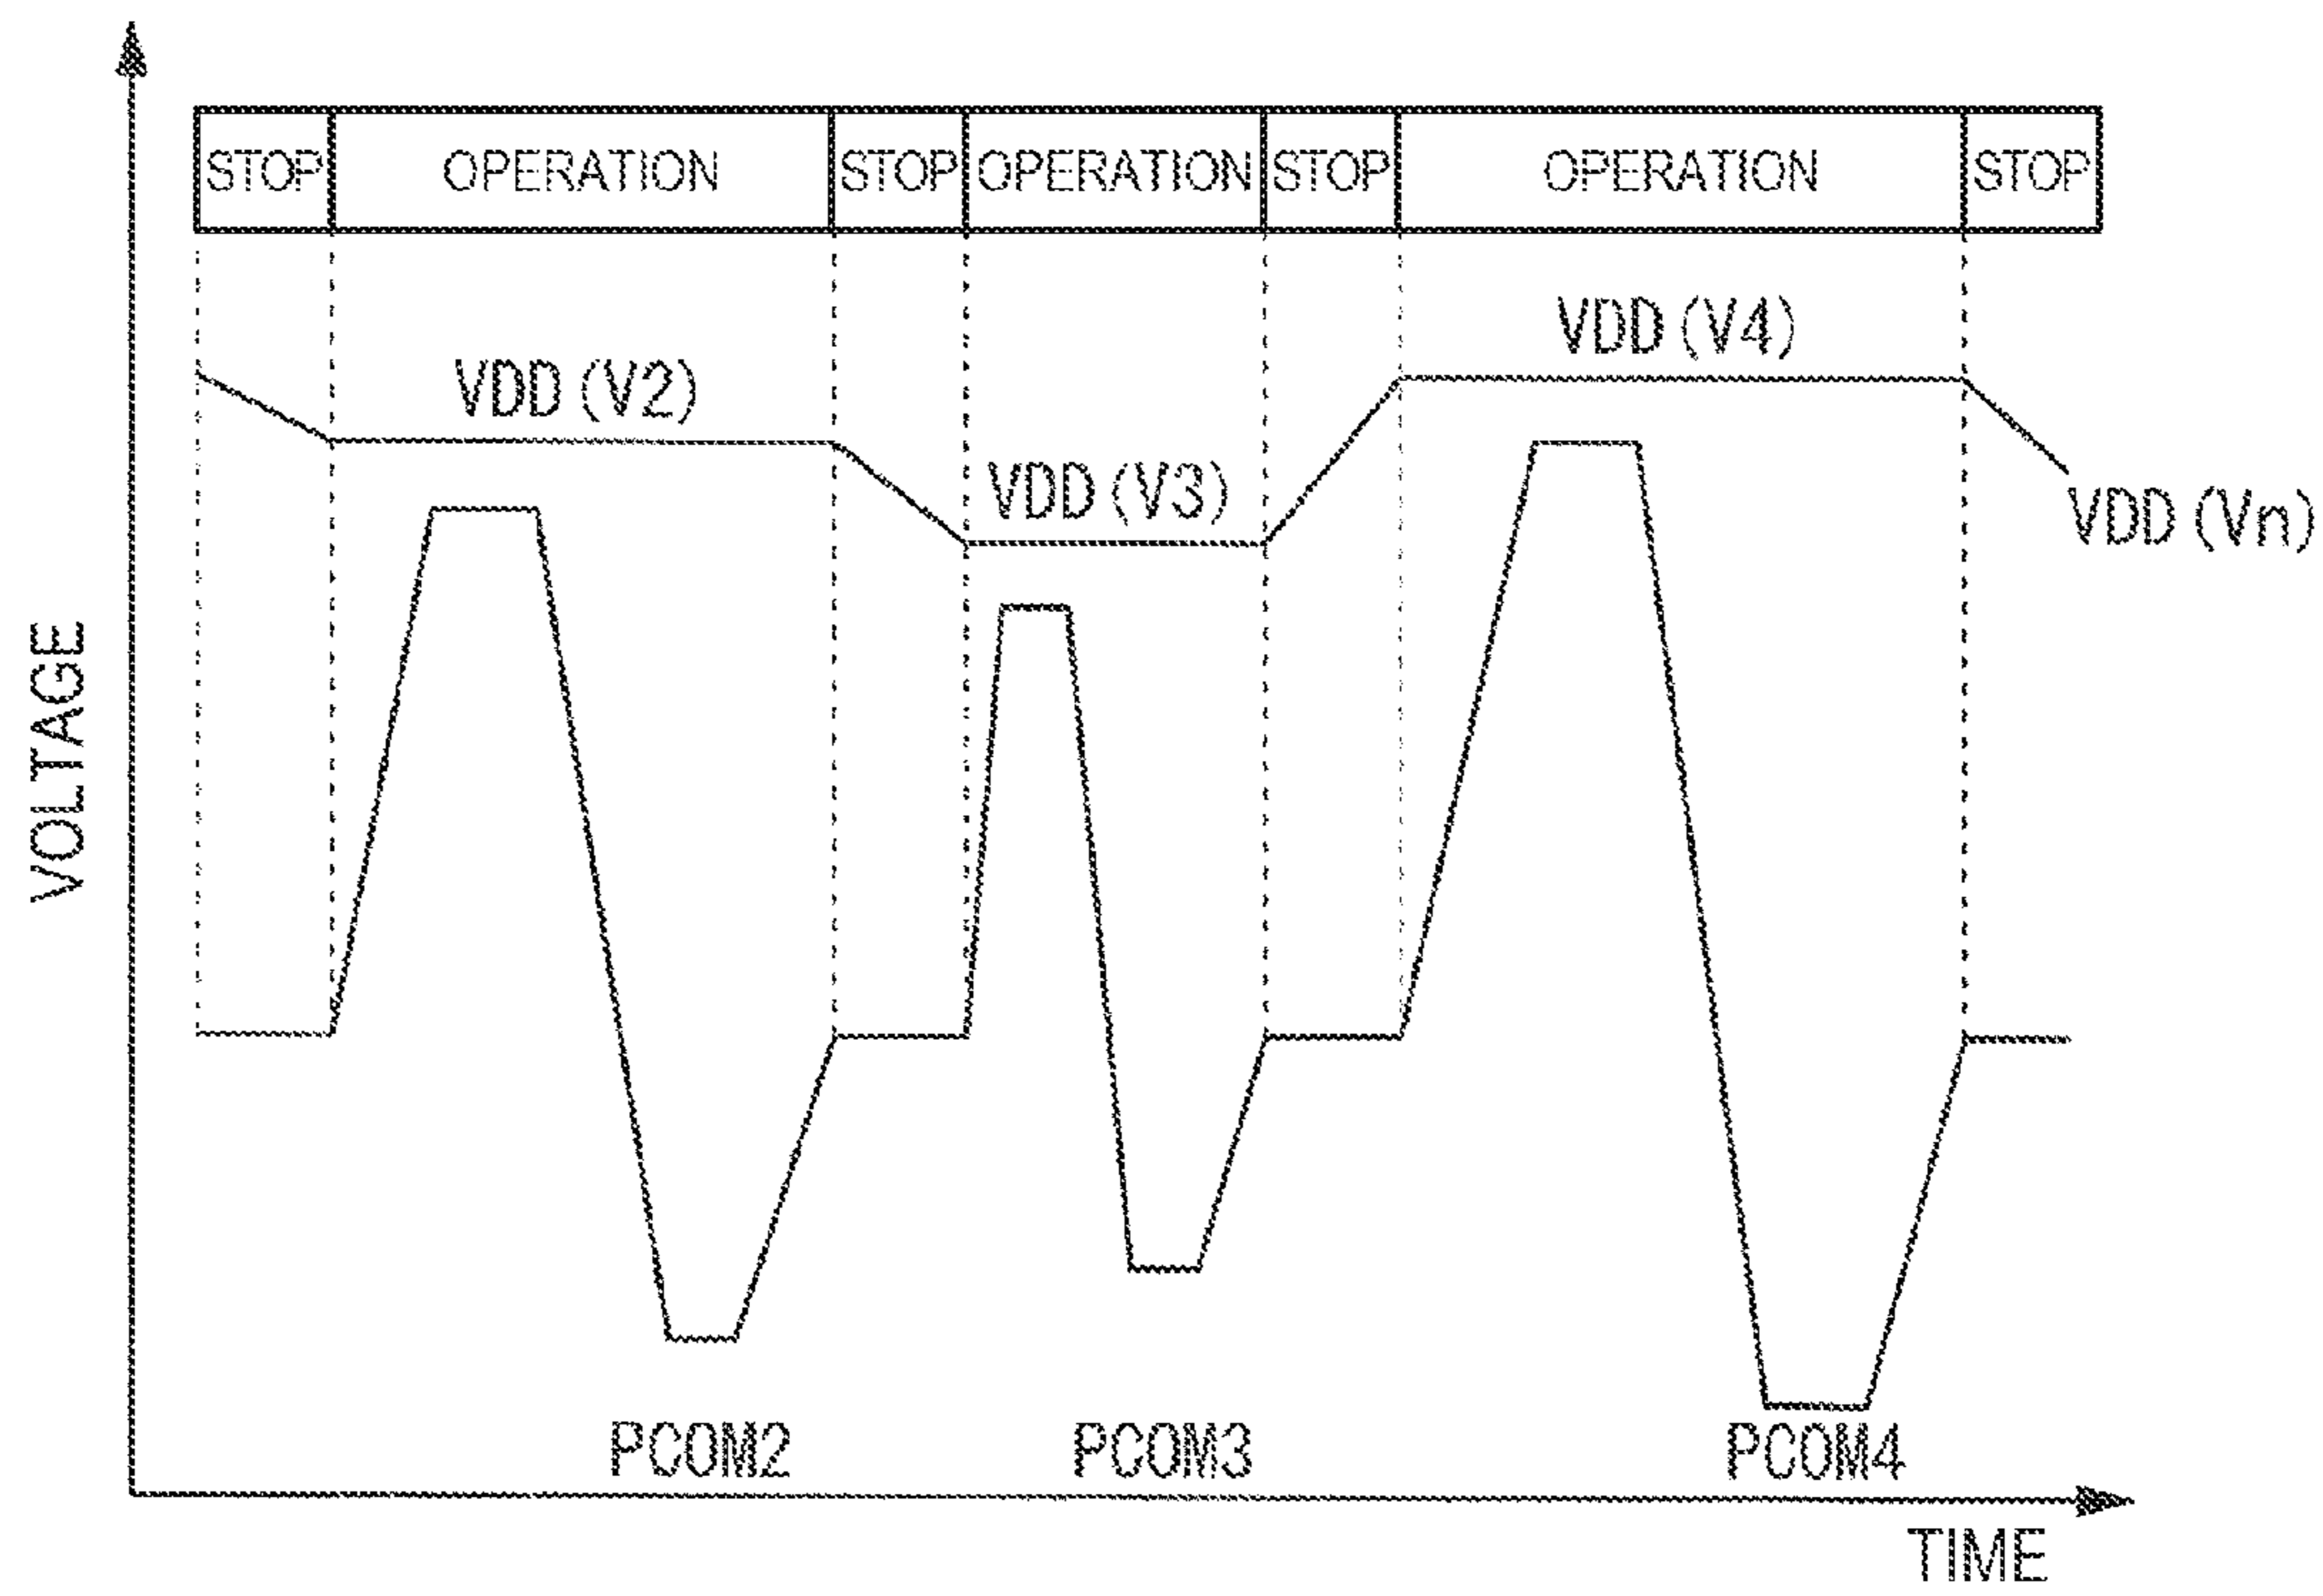 STOP
OPERATION
STOP
OPERATION
STOP
OPERATION
STOP
VDD (V2)
VDD (V3)
VDD (V4)
VDD (Vn)
VOLTAGE
PCOM2
PCOM3
PCOM4
TIME